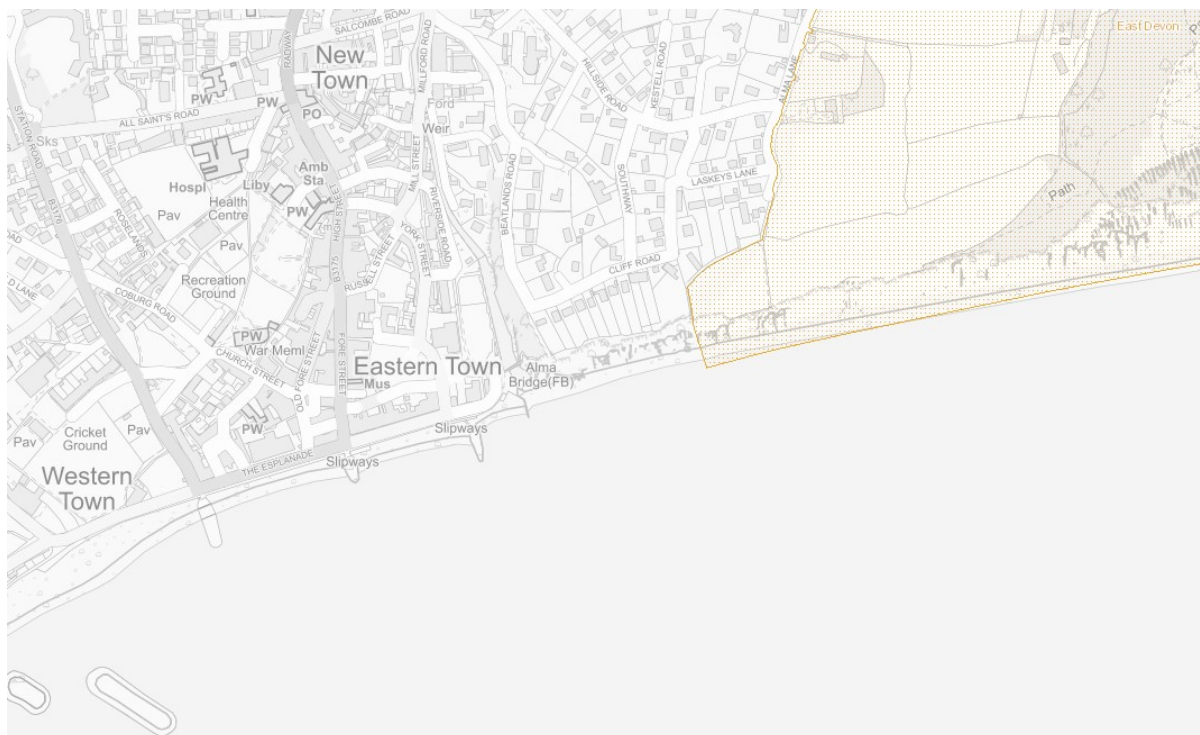 SALCOMBE ROAD
RADWAY
New
Town
MILLFORD ROAD
HILLSIDE ROAD
KESTELL ROAD
ALMA LANE
East Devon
PW
PW
PO
Ford
Weir
STATION ROAD
ALL SAINT'S ROAD
Sks
Hospl
Liby
Amb
Sta
MILL STREET
Pav
Health
Centre
PW
HIGH STREET
RIVERSIDE ROAD
BEATLANDS ROAD
SOUTHWAY
LASKEYS LANE
Path
B3176
ROSELANDS
Pav
YORK STREET
RUSSELL STREET
B3175
CLIFF ROAD
Recreation
Ground
COBURG ROAD
PW
War Meml
CHURCH STREET
OLD FORE STREET
FORE STREET
Mus
Eastern Town
Alma
Bridge(FB)
Cricket
Ground
Pav
Pav
PW
Slipways
THE ESPLANADE
Slipways
Western
Town